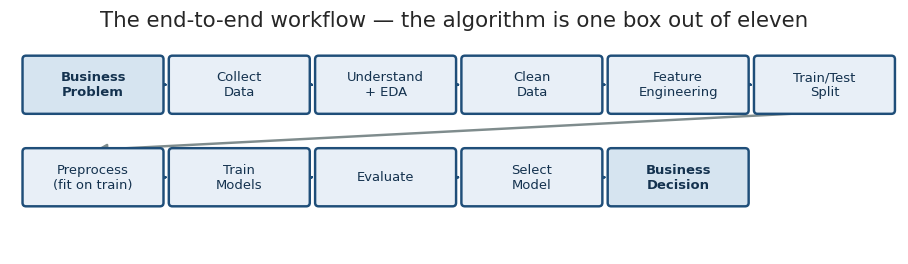 The end-to-end workflow — the algorithm is one box out of eleven
Business
Problem
Collect
Data
Understand
+ EDA
Clean
Data
Feature
Engineering
Train/Test
Split
Preprocess
(fit on train)
Train
Models
Evaluate
Select
Model
Business
Decision